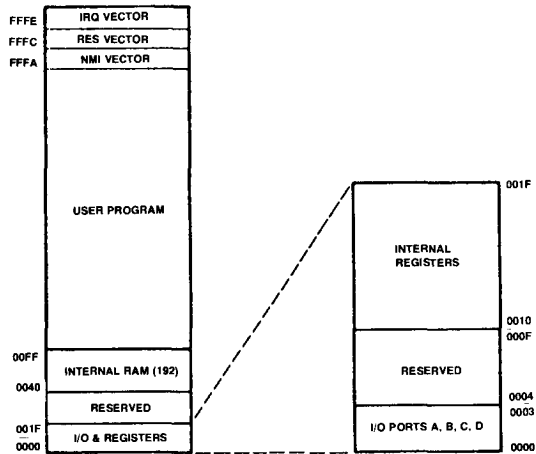 FFFE IRQ VECTOR
FFFC RES VECTOR
FFFA NMI VECTOR
USER PROGRAM
00FF
INTERNAL RAM (192)
0040
RESERVED
001F
I/O & REGISTERS
0000
001F
INTERNAL
REGISTERS
0010
000F
RESERVED
0004
0003
I/O PORTS A, B, C, D
0000